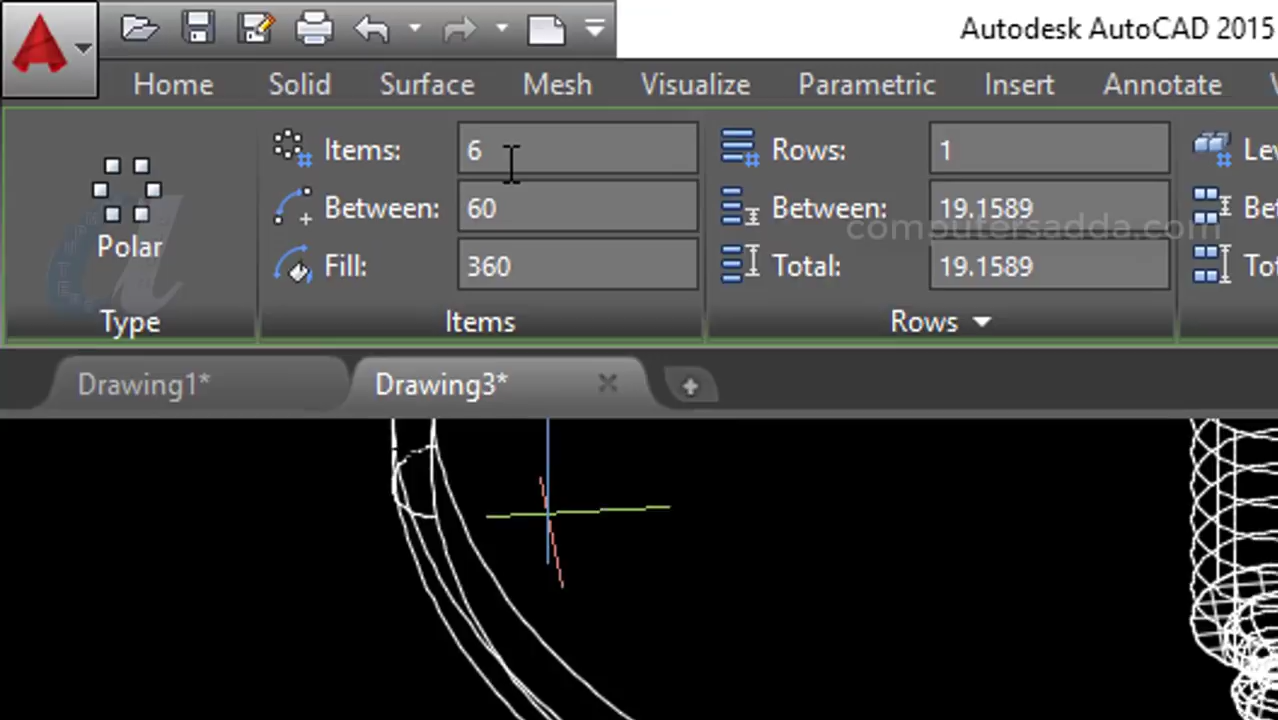 Autodesk AutoCAD 2015
Home Solid Surface Mesh Visualize Parametric Insert Annotate
Items: 6 Rows: 1
Between: 60 Between: 19.1589
computersadda.com
Polar Fill: 360 Total: 19.1589
Type Items Rows
Drawing1* Drawing3*